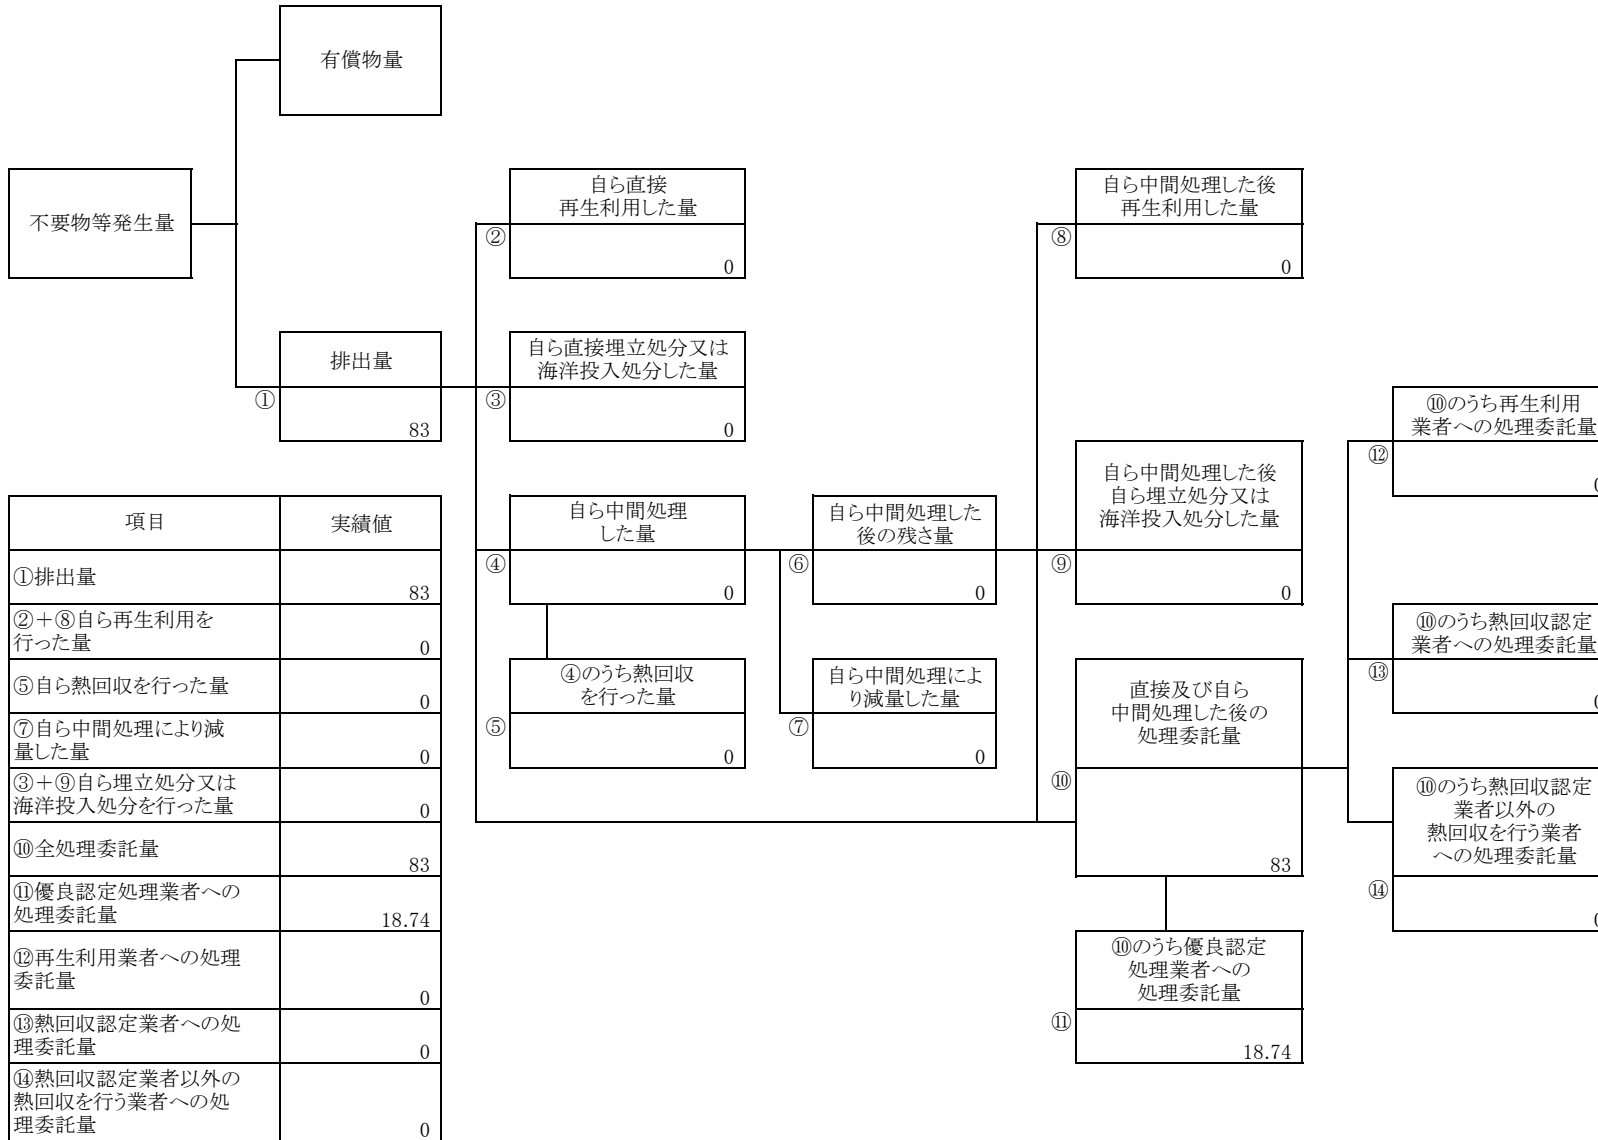 有償物量
不要物等発生量
自ら直接
再生利用した量
②
0
自ら中間処理した後
再生利用した量
⑧
0
排出量
①
83
自ら直接埋立処分又は
海洋投入処分した量
③
0
⑩のうち再生利用
業者への処理委託量
⑫
0
自ら中間処理
した量
④
0
自ら中間処理した
後の残さ量
⑥
0
自ら中間処理した後
自ら埋立処分又は
海洋投入処分した量
⑨
0
⑩のうち熱回収認定
業者への処理委託量
⑬
0
④のうち熱回収
を行った量
⑤
0
自ら中間処理によ
り減量した量
⑦
0
直接及び自ら
中間処理した後の
処理委託量
⑩
83
⑩のうち熱回収認定
業者以外の
熱回収を行う業者
への処理委託量
⑭
0
⑩のうち優良認定
処理業者への
処理委託量
⑪
18.74
項目 実績値
①排出量 83
②+⑧自ら再生利用を
行った量 0
⑤自ら熱回収を行った量 0
⑦自ら中間処理により減
量した量 0
③+⑨自ら埋立処分又は
海洋投入処分を行った量 0
⑩全処理委託量 83
⑪優良認定処理業者への
処理委託量 18.74
⑫再生利用業者への処理
委託量 0
⑬熱回収認定業者への処
理委託量 0
⑭熱回収認定業者以外の
熱回収を行う業者への処
理委託量 0